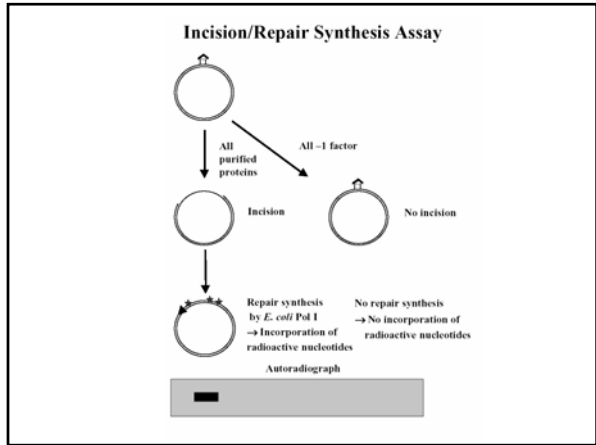 Incision/Repair Synthesis Assay
All
purified
proteins
All –1 factor
Incision
No incision
Repair synthesis
by E. coli Pol I
→ Incorporation of
radioactive nucleotides
No repair synthesis
→ No incorporation of
radioactive nucleotides
Autoradiograph